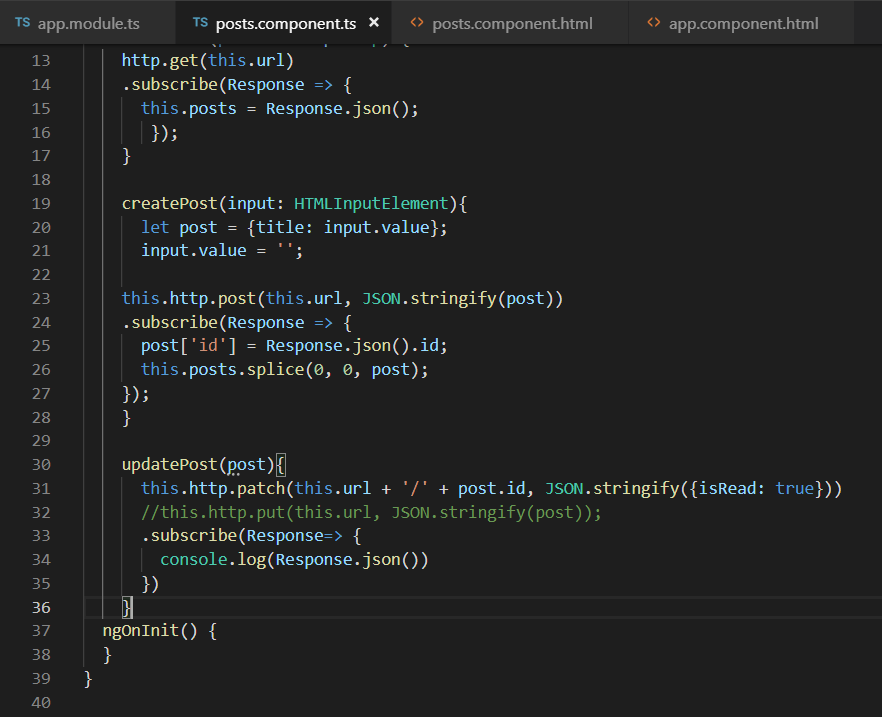 TS app.module.ts TS posts.component.ts × <> posts.component.html <> app.component.html
13 http.get(this.url)
14 .subscribe(Response => {
15 this.posts = Response.json();
16 });
17 }
18
19 createPost(input: HTMLInputElement){
20 let post = {title: input.value};
21 input.value = '';
22
23 this.http.post(this.url, JSON.stringify(post))
24 .subscribe(Response => {
25 post['id'] = Response.json().id;
26 this.posts.splice(0, 0, post);
27 });
28 }
29
30 updatePost(post){
31 this.http.patch(this.url + '/' + post.id, JSON.stringify({isRead: true}))
32 //this.http.put(this.url, JSON.stringify(post));
33 .subscribe(Response=> {
34 console.log(Response.json())
35 })
36 }
37 ngOnInit() {
38 }
39 }
40